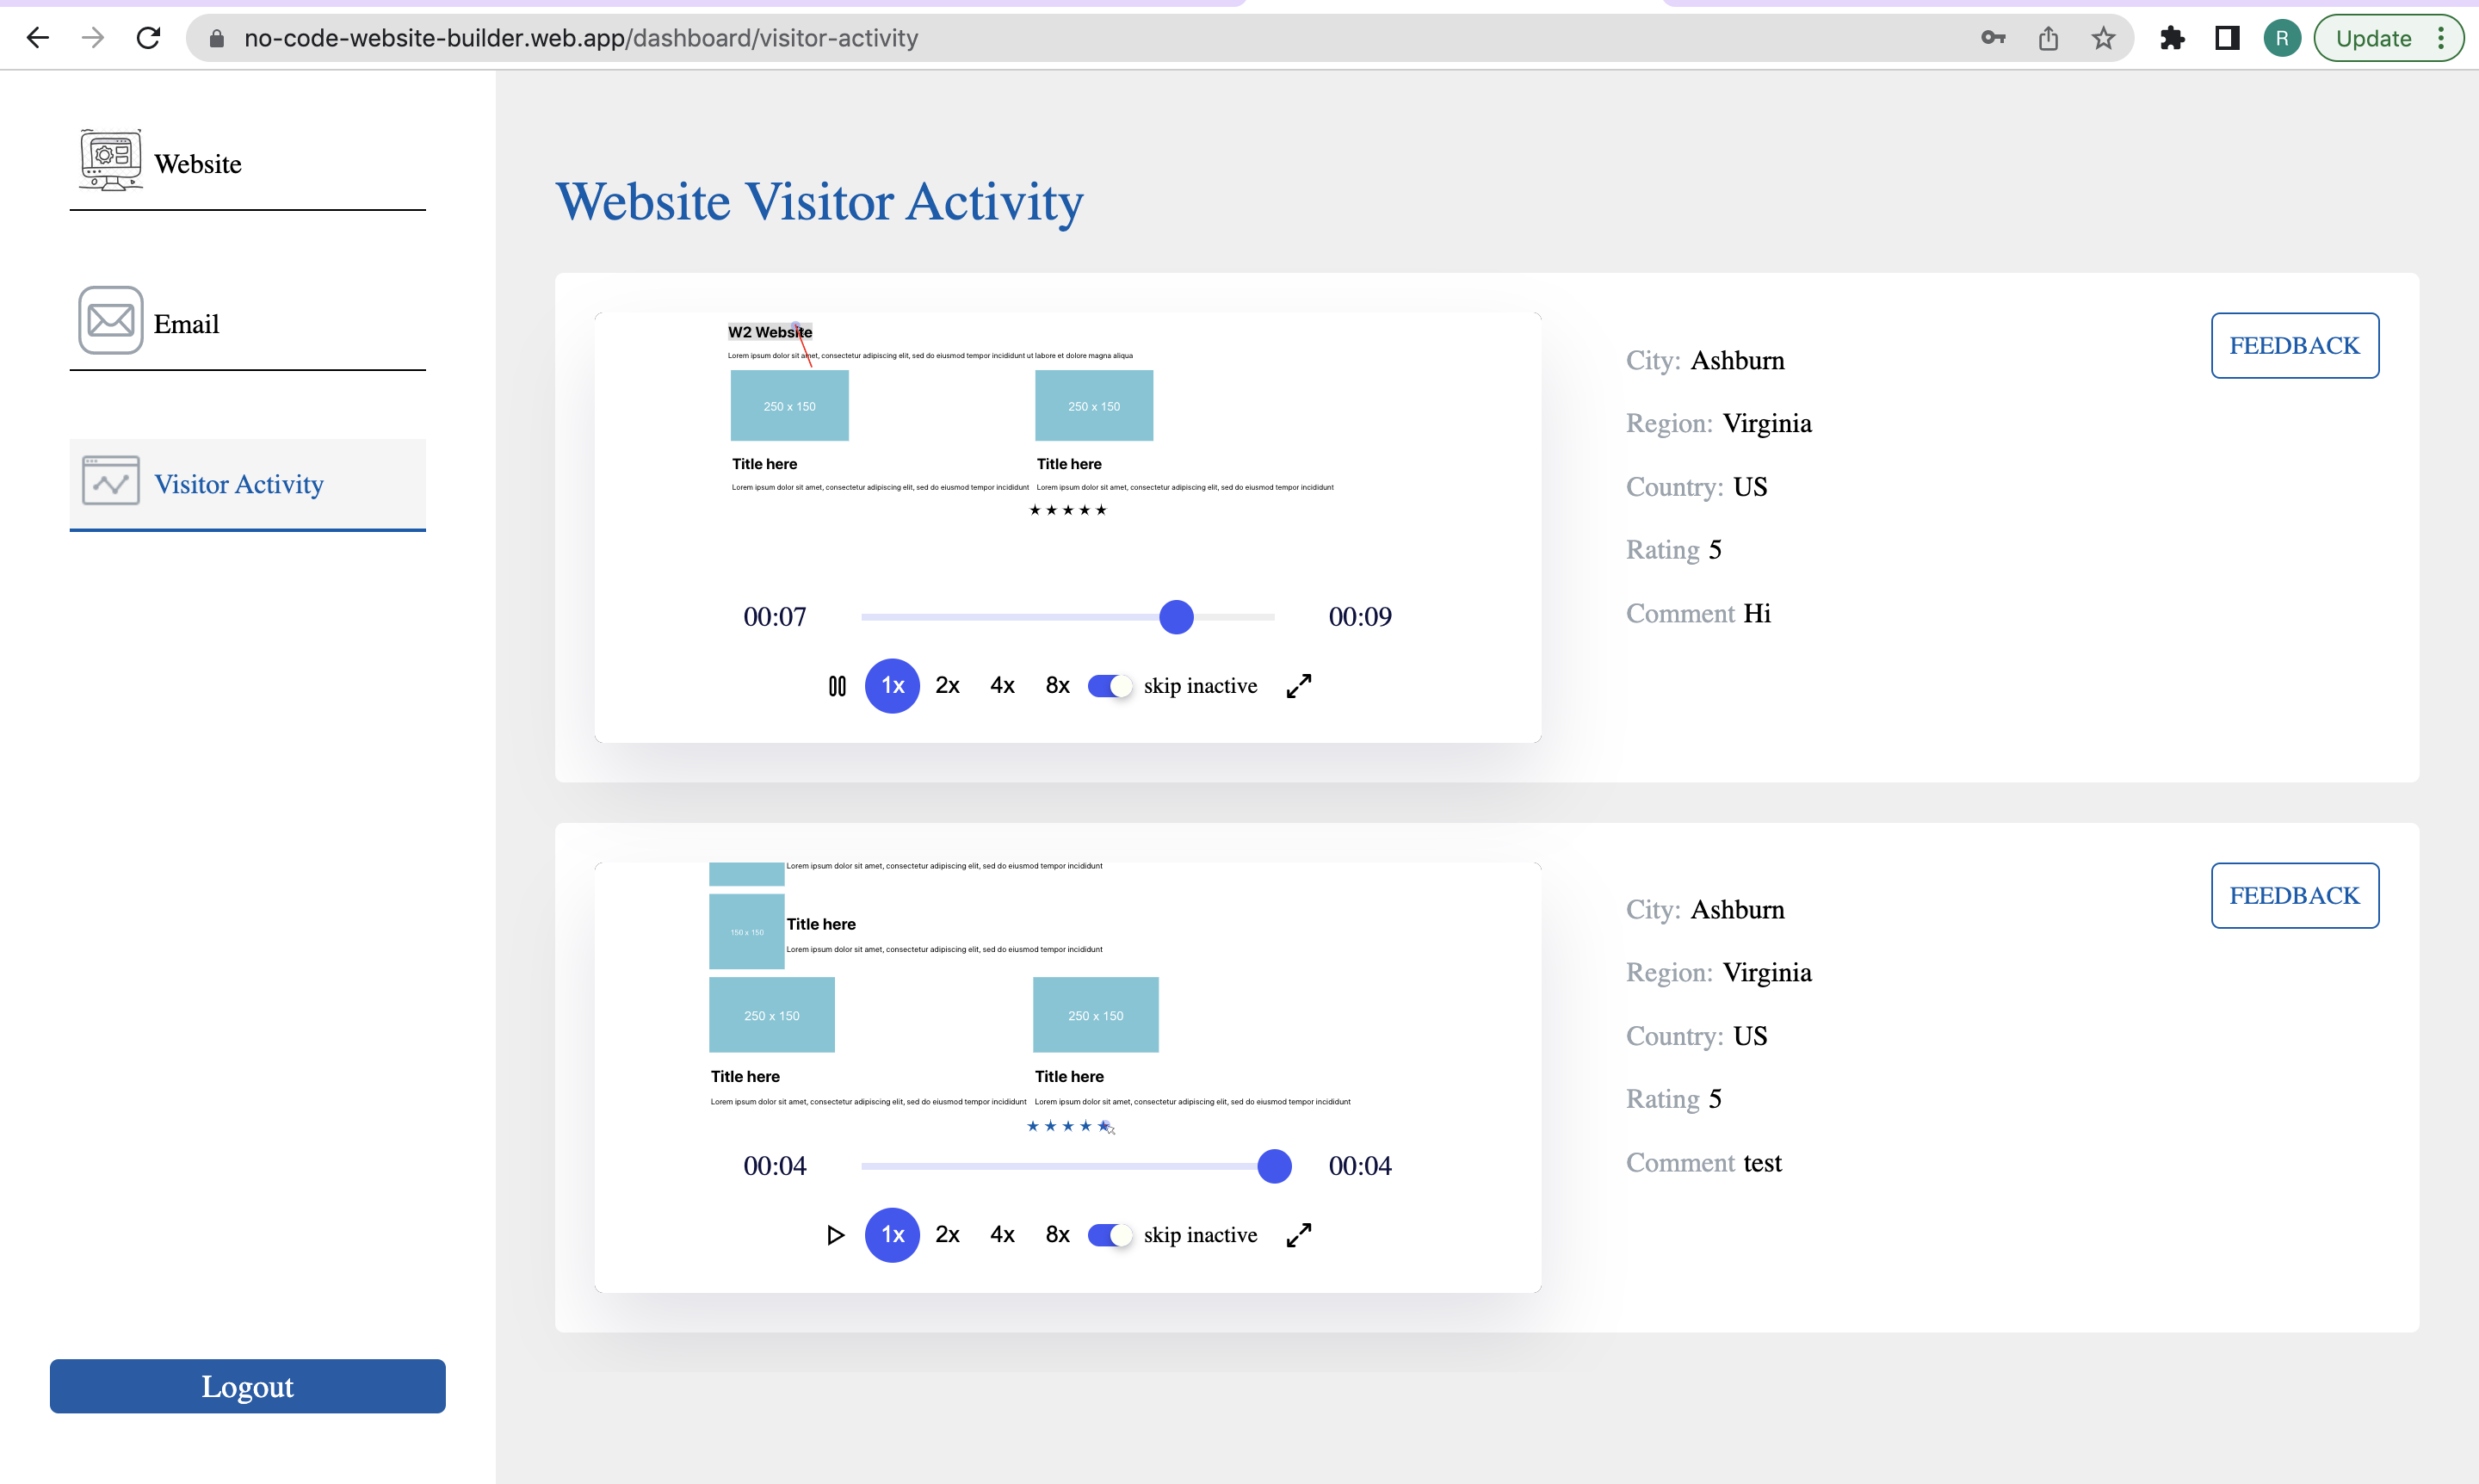 no-code-website-builder.web.app/dashboard/visitor-activity
R
Update
Website
Email
Visitor Activity
Logout
Website Visitor Activity
W2 Website
Lorem ipsum dolor sit amet, consectetur adipiscing elit, sed do eiusmod tempor incididunt ut labore et dolore magna aliqua
250 x 150
250 x 150
Title here
Title here
Lorem ipsum dolor sit amet, consectetur adipiscing elit, sed do eiusmod tempor incididunt
Lorem ipsum dolor sit amet, consectetur adipiscing elit, sed do eiusmod tempor incididunt
★ ★ ★ ★ ★
00:07
00:09
1x 2x 4x 8x skip inactive
City: Ashburn
Region: Virginia
Country: US
Rating 5
Comment Hi
FEEDBACK
Lorem ipsum dolor sit amet, consectetur adipiscing elit, sed do eiusmod tempor incididunt
150 x 150
Title here
Lorem ipsum dolor sit amet, consectetur adipiscing elit, sed do eiusmod tempor incididunt
250 x 150
250 x 150
Title here
Title here
Lorem ipsum dolor sit amet, consectetur adipiscing elit, sed do eiusmod tempor incididunt
Lorem ipsum dolor sit amet, consectetur adipiscing elit, sed do eiusmod tempor incididunt
★ ★ ★ ★ ★
00:04
00:04
1x 2x 4x 8x skip inactive
City: Ashburn
Region: Virginia
Country: US
Rating 5
Comment test
FEEDBACK